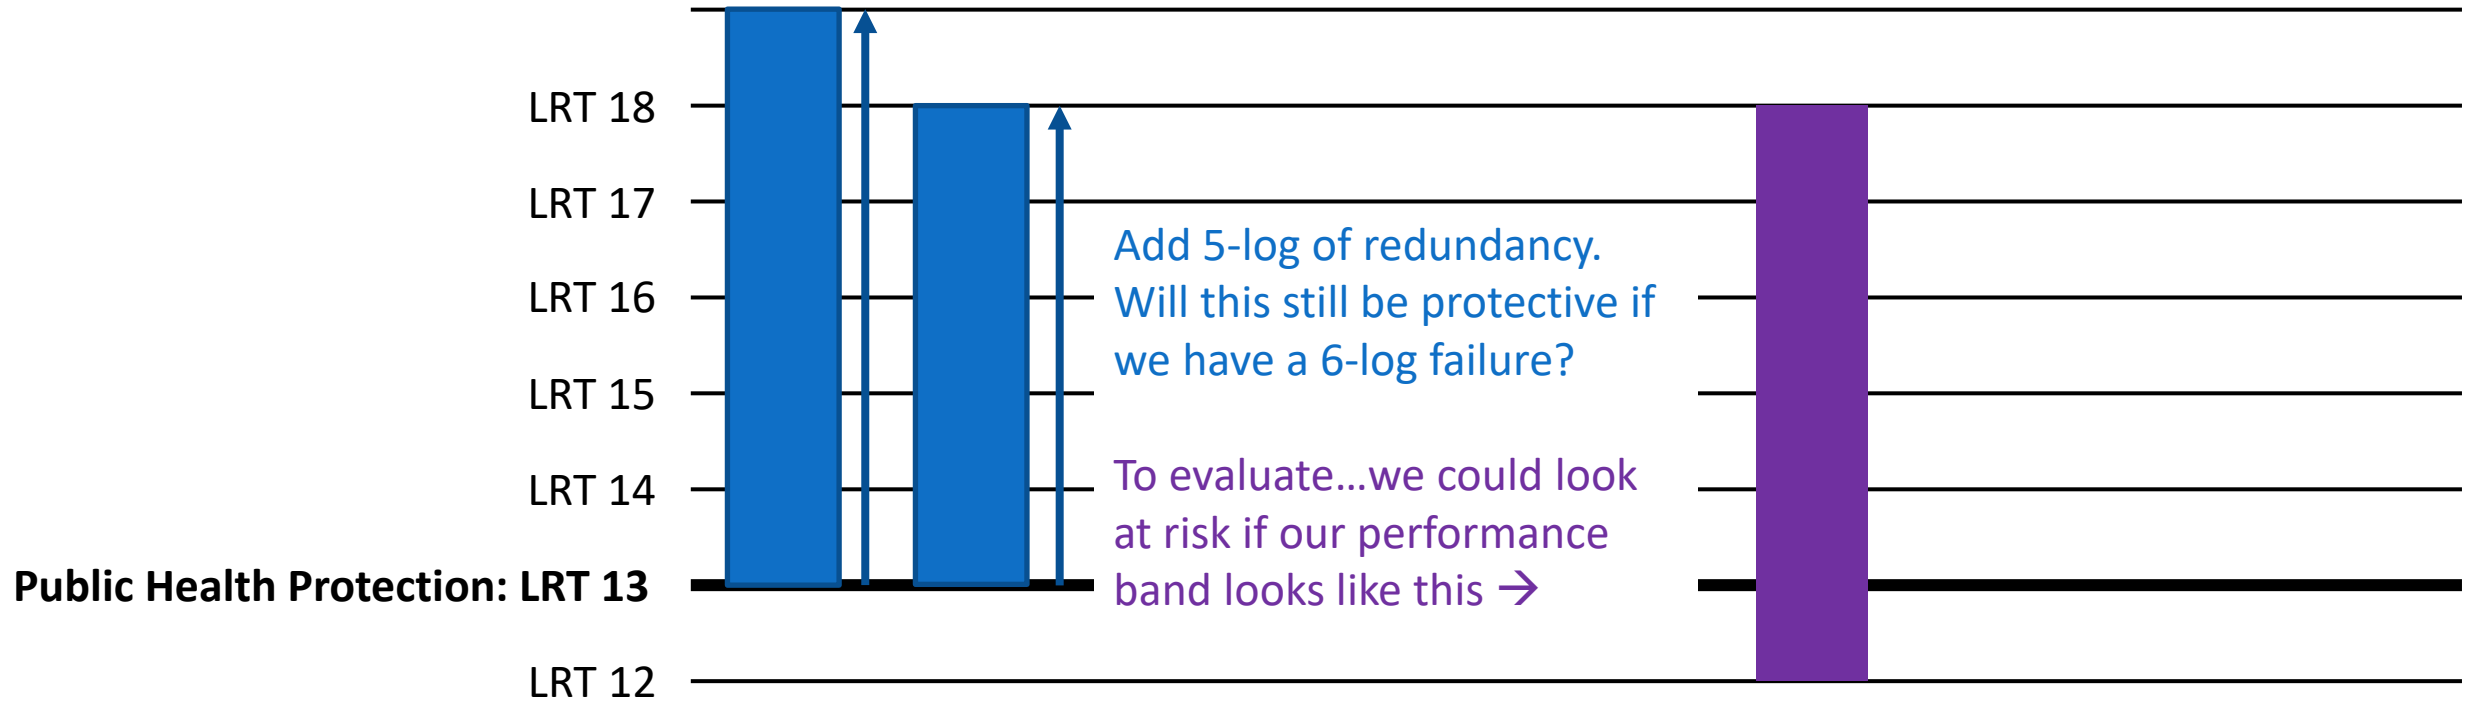 LRT 18
LRT 17
LRT 16
LRT 15
LRT 14
Public Health Protection: LRT 13
LRT 12
Add 5-log of redundancy.
Will this still be protective if
we have a 6-log failure?
To evaluate...we could look
at risk if our performance
band looks like this →